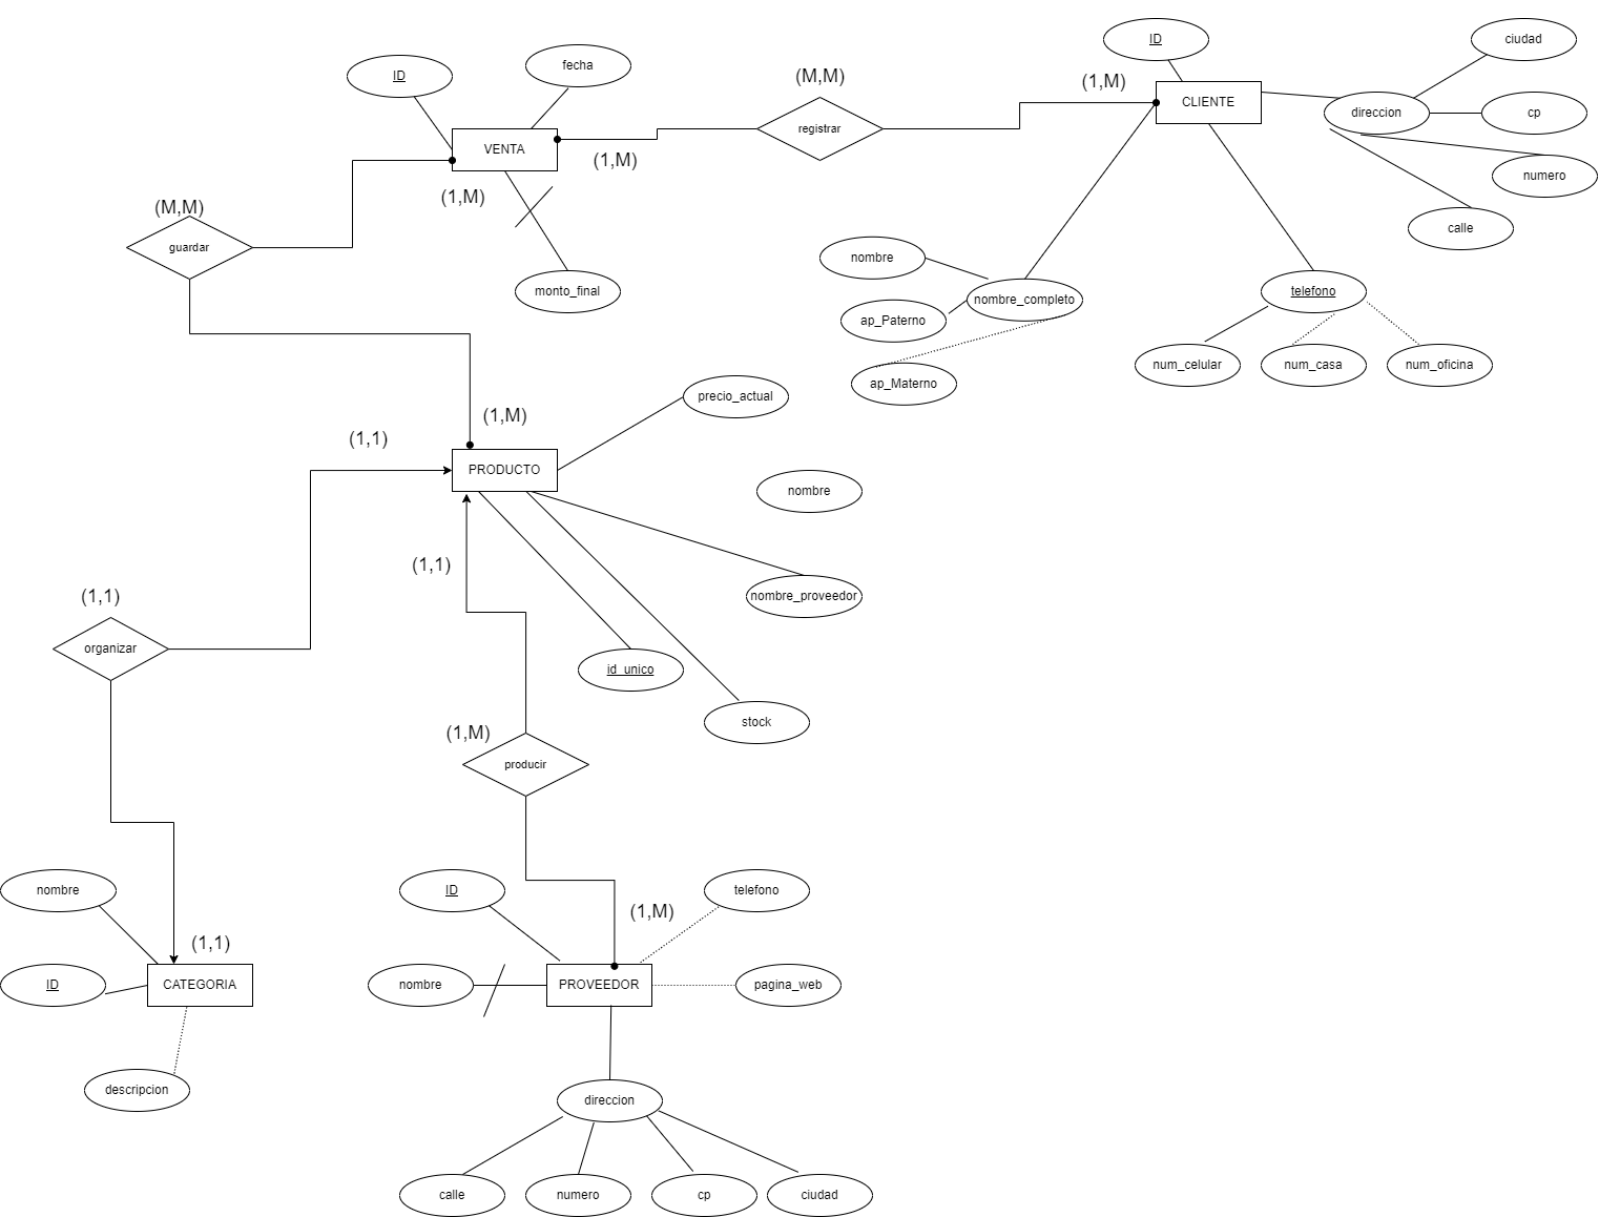 ID
ciudad
fecha
ID
(M,M)
(1,M)
CLIENTE
direccion
cp
registrar
VENTA
(1,M)
numero
(1,M)
(M,M)
calle
guardar
nombre
monto_final
telefono
nombre_completo
ap_Paterno
num_celular
num_casa
num_oficina
ap_Materno
precio_actual
(1,M)
(1,1)
PRODUCTO
nombre
(1,1)
(1,1)
nombre_proveedor
organizar
id_unico
stock
(1,M)
producir
nombre
ID
telefono
(1,M)
(1,1)
ID
CATEGORIA
nombre
PROVEEDOR
pagina_web
descripcion
direccion
calle
numero
cp
ciudad